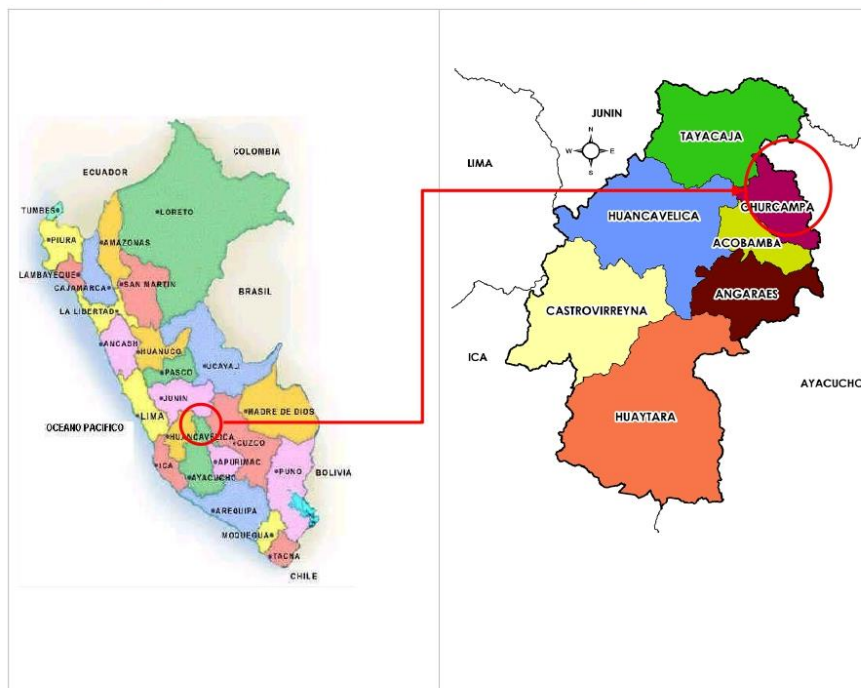 COLOMBIA
ECUADOR
TUMBES
LORETO
PIURA
AMAZONAS
LAMBAYEQUE
CAJAMARCA
SAN MARTIN
BRASIL
LA LIBERTAD
ANCASH
HUANUCO
UCAYALI
PASCO
JUNIN
LIMA
MADRE DE DIOS
OCEANO PACIFICO
HUANCAVELICA
CUZCO
ICA
APURIMAC
PUNO
BOLIVIA
AYACUCHO
AREQUIPA
MOQUEGUA
TACNA
CHILE
JUNIN
TAYACAJA
N
W E
S
LIMA
HUANCAVELICA
CHURCAMPA
ACOBAMBA
ANGARAES
CASTROVIRREYNA
ICA
AYACUCHO
HUAYTARA